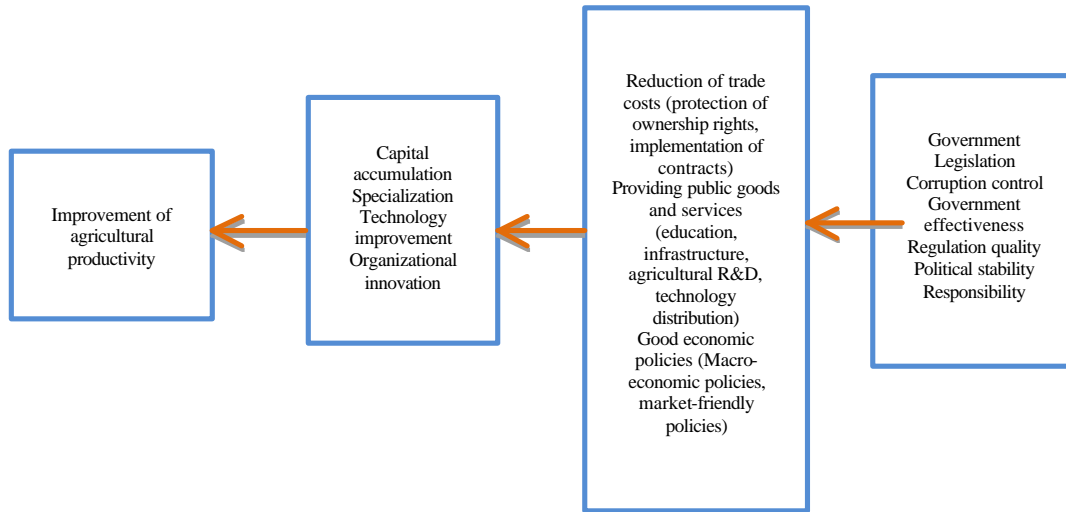 Improvement of
agricultural
productivity
Capital
accumulation
Specialization
Technology
improvement
Organizational
innovation
Reduction of trade
costs (protection of
ownership rights,
implementation of
contracts)
Providing public goods
and services
(education,
infrastructure,
agricultural R&D,
technology
distribution)
Good economic
policies (Macro-
economic policies,
market-friendly
policies)
Government
Legislation
Corruption control
Government
effectiveness
Regulation quality
Political stability
Responsibility